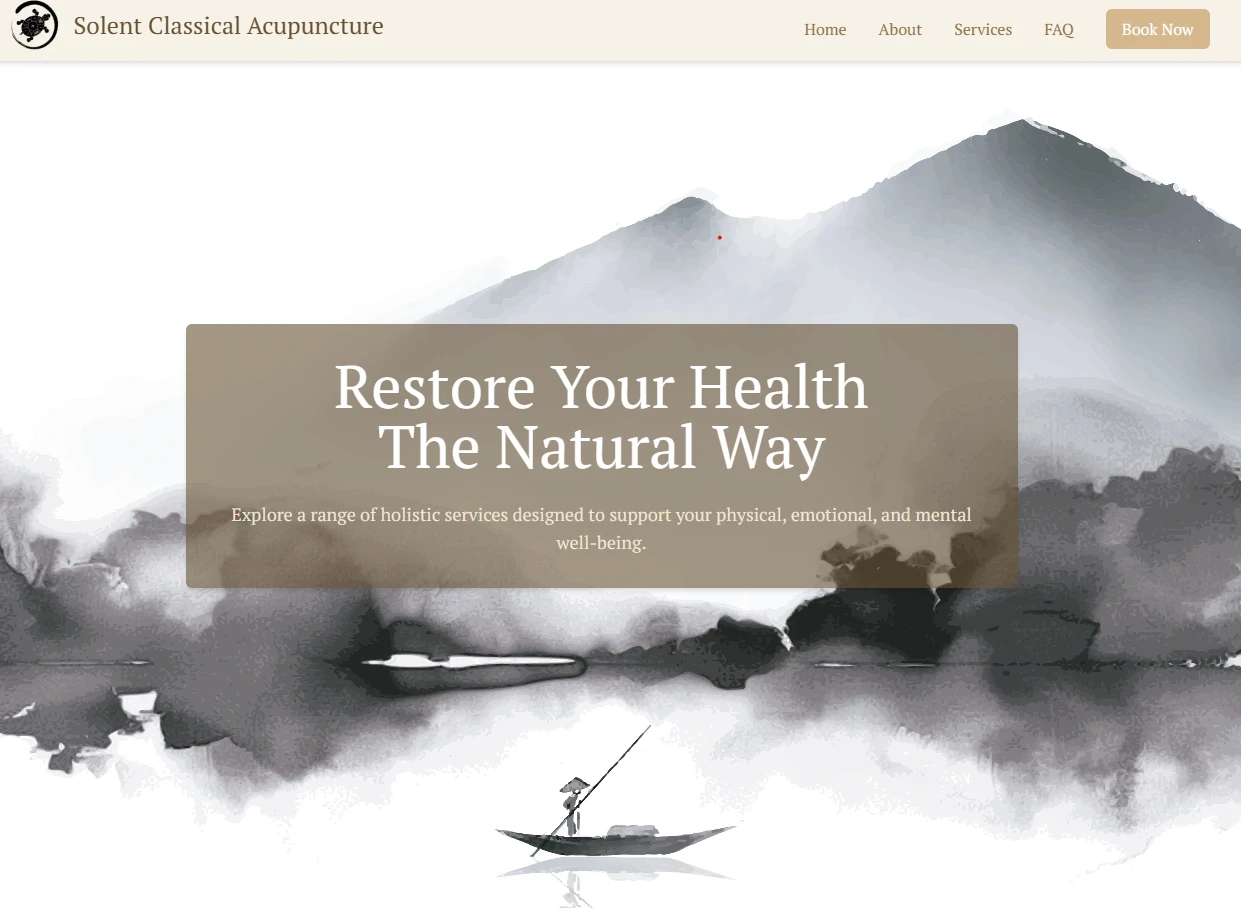 Solent Classical Acupuncture
Home
About
Services
FAQ
Book Now
Restore Your Health
The Natural Way
Explore a range of holistic services designed to support your physical, emotional, and mental
well-being.